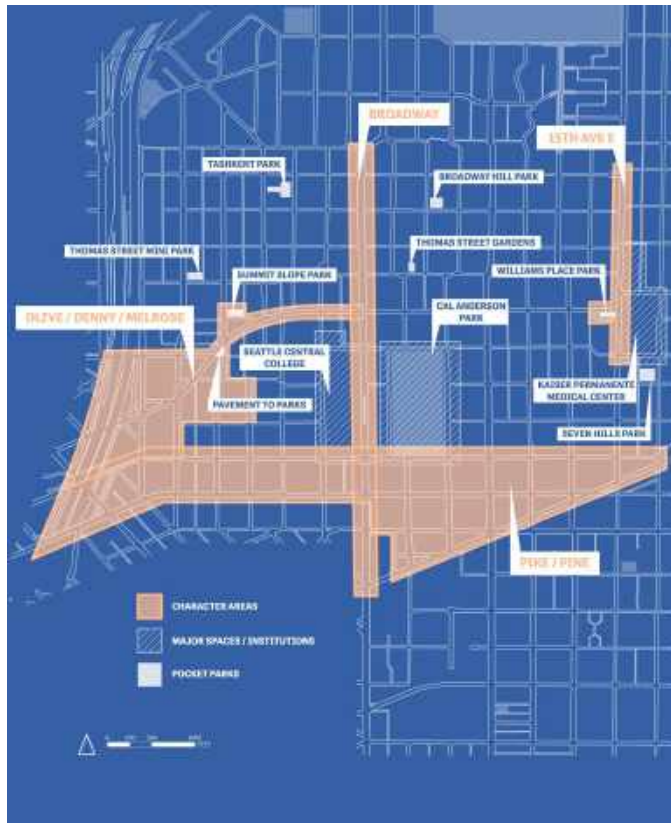 BROADWAY
15TH AVE E
TASHKENT PARK
BROADWAY HILL PARK
THOMAS STREET MINI PARK
THOMAS STREET GARDENS
SUMMIT SLOPE PARK
WILLIAMS PLACE PARK
OLIVE / DENNY / MELROSE
CAL ANDERSON
PARK
SEATTLE CENTRAL
COLLEGE
PAVEMENT TO PARKS
KAISER PERMANENTE
MEDICAL CENTER
SEVEN HILLS PARK
PIKE / PINE
CHARACTER AREAS
MAJOR SPACES / INSTITUTIONS
POCKET PARKS